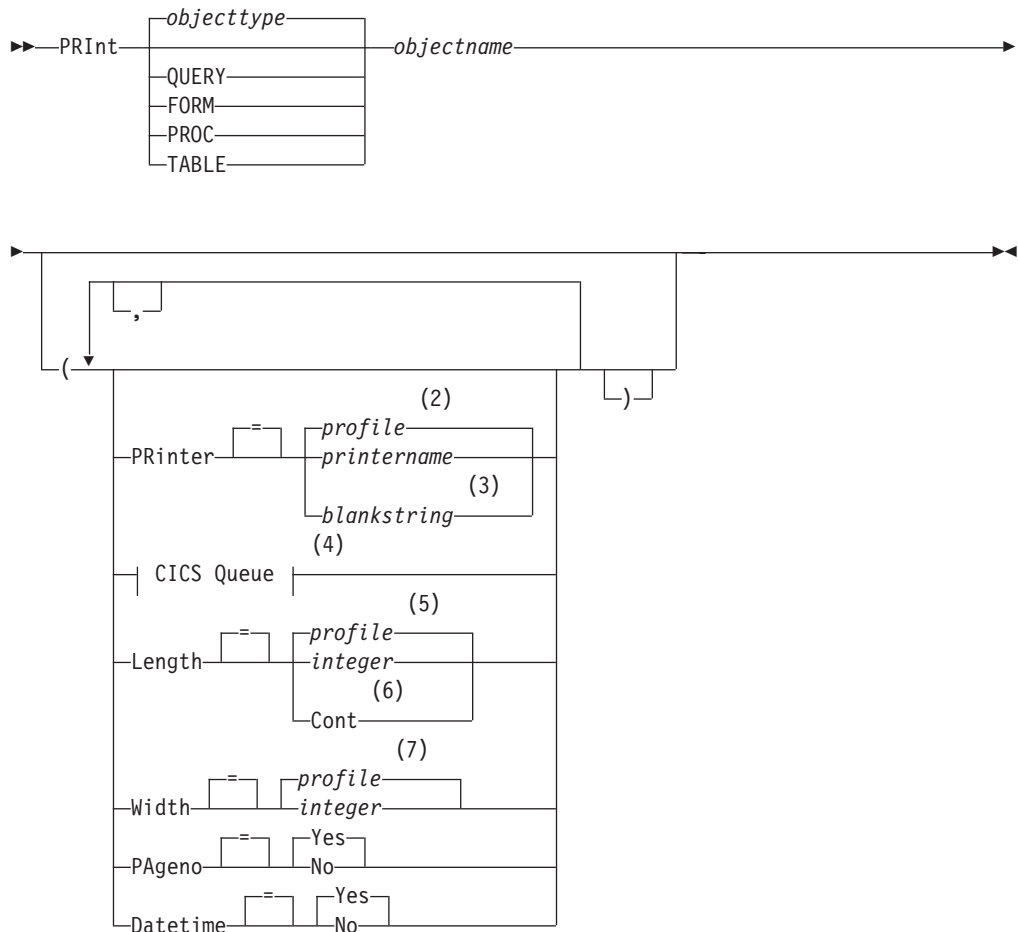 objecttype
PRInt objectname
QUERY
FORM
PROC
TABLE
,
(
)
(2)
= profile
PRinter printername
(3)
blankstring
(4)
CICS Queue
(5)
= profile
Length integer
(6)
Cont
(7)
= profile
Width integer
= Yes
PAgeno No
= Yes
Datetime No